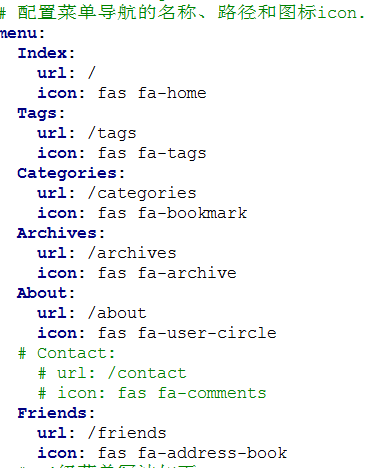 # 配置菜单导航的名称、路径和图标icon.
menu:
  Index:
    url: /
    icon: fas fa-home
  Tags:
    url: /tags
    icon: fas fa-tags
  Categories:
    url: /categories
    icon: fas fa-bookmark
  Archives:
    url: /archives
    icon: fas fa-archive
  About:
    url: /about
    icon: fas fa-user-circle
  # Contact:
    # url: /contact
    # icon: fas fa-comments
  Friends:
    url: /friends
    icon: fas fa-address-book